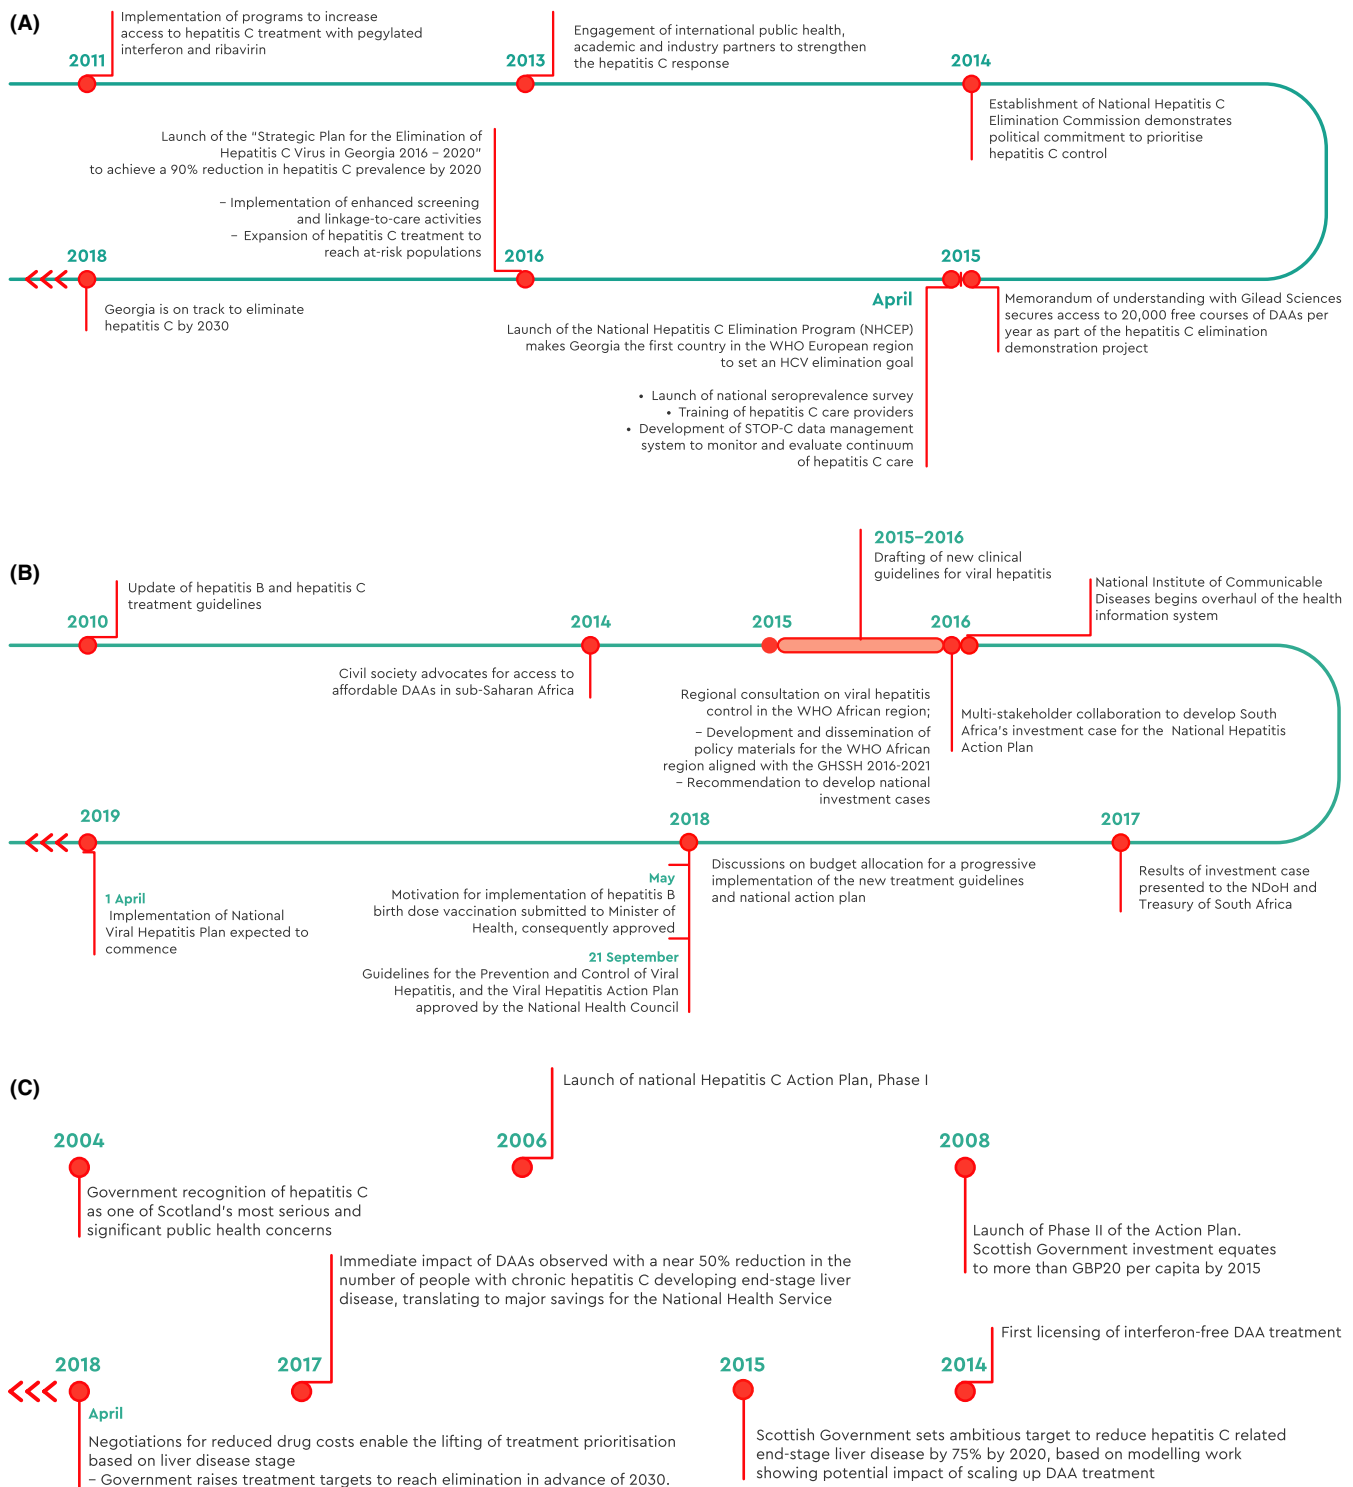 (A)
Implementation of programs to increase
access to hepatitis C treatment with pegylated
interferon and ribavirin
2011
Engagement of international public health,
academic and industry partners to strengthen
the hepatitis C response
2013
2014
Establishment of National Hepatitis C
Elimination Commission demonstrates
political commitment to prioritise
hepatitis C control
2015
Memorandum of understanding with Gilead Sciences
secures access to 20,000 free courses of DAAs per
year as part of the hepatitis C elimination
demonstration project
April
Launch of the National Hepatitis C Elimination Program (NHCEP)
makes Georgia the first country in the WHO European region
to set an HCV elimination goal
• Launch of national seroprevalence survey
• Training of hepatitis C care providers
• Development of STOP-C data management
system to monitor and evaluate continuum
of hepatitis C care
Launch of the “Strategic Plan for the Elimination of
Hepatitis C Virus in Georgia 2016 – 2020”
to achieve a 90% reduction in hepatitis C prevalence by 2020
– Implementation of enhanced screening
and linkage-to-care activities
– Expansion of hepatitis C treatment to
reach at-risk populations
2016
2018
Georgia is on track to eliminate
hepatitis C by 2030
(B)
Update of hepatitis B and hepatitis C
treatment guidelines
2010
2014
Civil society advocates for access to
affordable DAAs in sub-Saharan Africa
2015
2015–2016
Drafting of new clinical
guidelines for viral hepatitis
Regional consultation on viral hepatitis
control in the WHO African region;
– Development and dissemination of
policy materials for the WHO African
region aligned with the GHSSH 2016-2021
– Recommendation to develop national
investment cases
2016
National Institute of Communicable
Diseases begins overhaul of the health
information system
Multi-stakeholder collaboration to develop South
Africa’s investment case for the National Hepatitis
Action Plan
2017
Results of investment case
presented to the NDoH and
Treasury of South Africa
2018
Discussions on budget allocation for a progressive
implementation of the new treatment guidelines
and national action plan
May
Motivation for implementation of hepatitis B
birth dose vaccination submitted to Minister of
Health, consequently approved
21 September
Guidelines for the Prevention and Control of Viral
Hepatitis, and the Viral Hepatitis Action Plan
approved by the National Health Council
2019
1 April
Implementation of National
Viral Hepatitis Plan expected to
commence
(C)
2004
Government recognition of hepatitis C
as one of Scotland’s most serious and
significant public health concerns
Launch of national Hepatitis C Action Plan, Phase I
2006
2008
Launch of Phase II of the Action Plan.
Scottish Government investment equates
to more than GBP20 per capita by 2015
First licensing of interferon-free DAA treatment
2014
2015
Scottish Government sets ambitious target to reduce hepatitis C related
end-stage liver disease by 75% by 2020, based on modelling work
showing potential impact of scaling up DAA treatment
Immediate impact of DAAs observed with a near 50% reduction in the
number of people with chronic hepatitis C developing end-stage liver
disease, translating to major savings for the National Health Service
2017
2018
April
Negotiations for reduced drug costs enable the lifting of treatment prioritisation
based on liver disease stage
– Government raises treatment targets to reach elimination in advance of 2030.